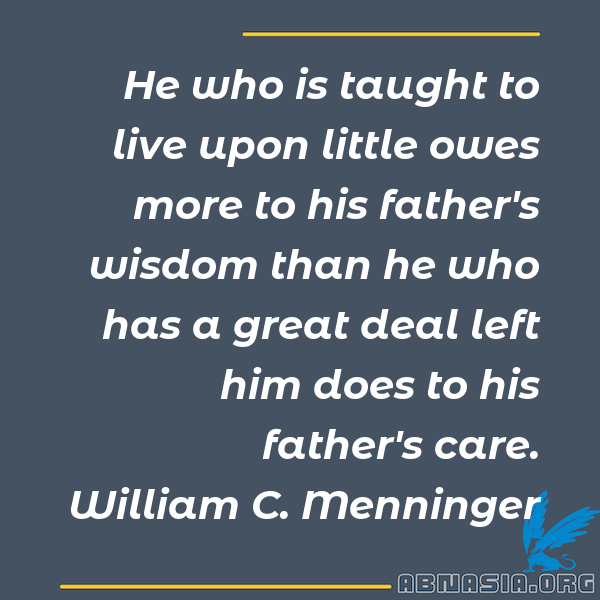 He who is taught to
live upon little owes
more to his father's
wisdom than he who
has a great deal left
him does to his
father's care.
William C. Menninger
ABNASIA.ORG